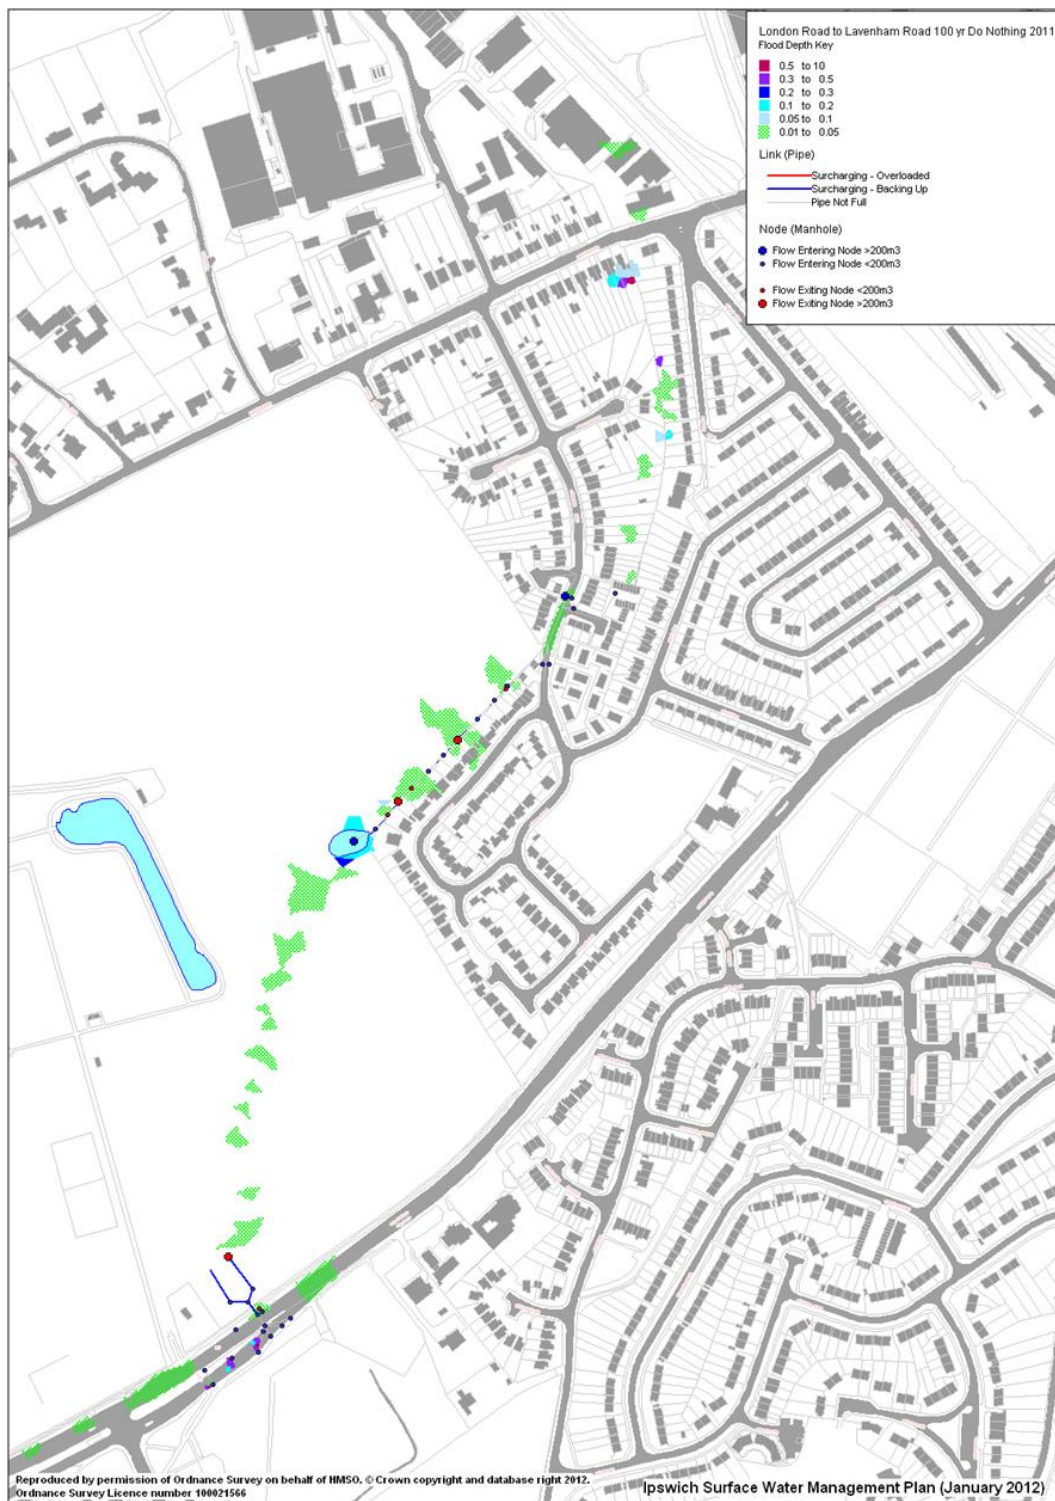 London Road to Lavenham Road 100 yr Do Nothing 2011
Flood Depth Key
0.5 to 10
0.3 to 0.5
0.2 to 0.3
0.1 to 0.2
0.05 to 0.1
0.01 to 0.05
Link (Pipe)
Surcharging - Overloaded
Surcharging - Backing Up
Pipe Not Full
Node (Manhole)
Flow Entering Node >200m3
Flow Entering Node <200m3
Flow Exiting Node <200m3
Flow Exiting Node >200m3
Reproduced by permission of Ordnance Survey on behalf of HMSO. © Crown copyright and database right 2012.
Ordnance Survey Licence number 100021566
Ipswich Surface Water Management Plan (January 2012)